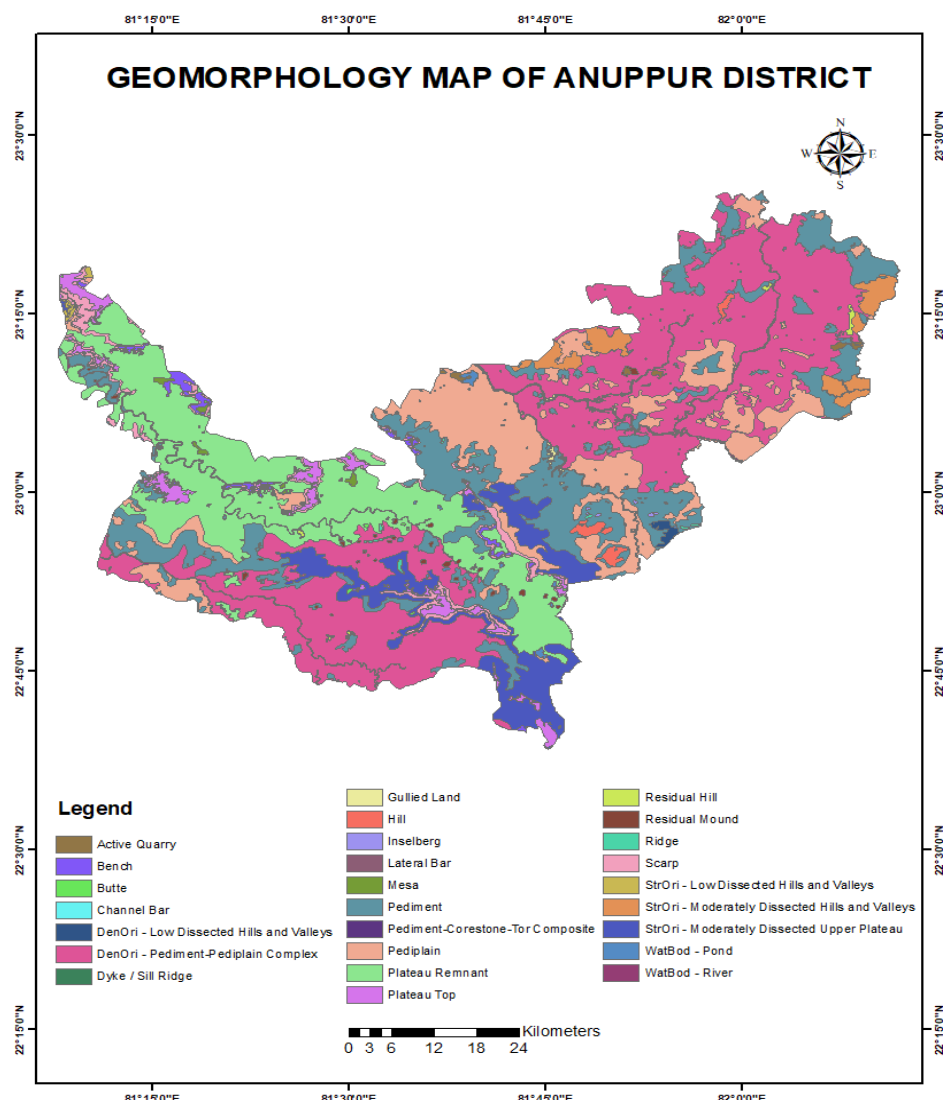 81°15'0"E 81°30'0"E 81°45'0"E 82°0'0"E
GEOMORPHOLOGY MAP OF ANUPPUR DISTRICT
N
W E
S
23°30'0"N 23°30'0"N
23°15'0"N 23°15'0"N
23°0'0"N 23°0'0"N
22°45'0"N 22°45'0"N
22°30'0"N 22°30'0"N
22°15'0"N 22°15'0"N
Legend
Active Quarry
Bench
Butte
Channel Bar
DenOri - Low Dissected Hills and Valleys
DenOri - Pediment-Pediplain Complex
Dyke / Sill Ridge
Gullied Land
Hill
Inselberg
Lateral Bar
Mesa
Pediment
Pediment-Corestone-Tor Composite
Pediplain
Plateau Remnant
Plateau Top
Residual Hill
Residual Mound
Ridge
Scarp
StrOri - Low Dissected Hills and Valleys
StrOri - Moderately Dissected Hills and Valleys
StrOri - Moderately Dissected Upper Plateau
WatBod - Pond
WatBod - River
Kilometers
0 3 6 12 18 24
81°15'0"E 81°30'0"E 81°45'0"E 82°0'0"E